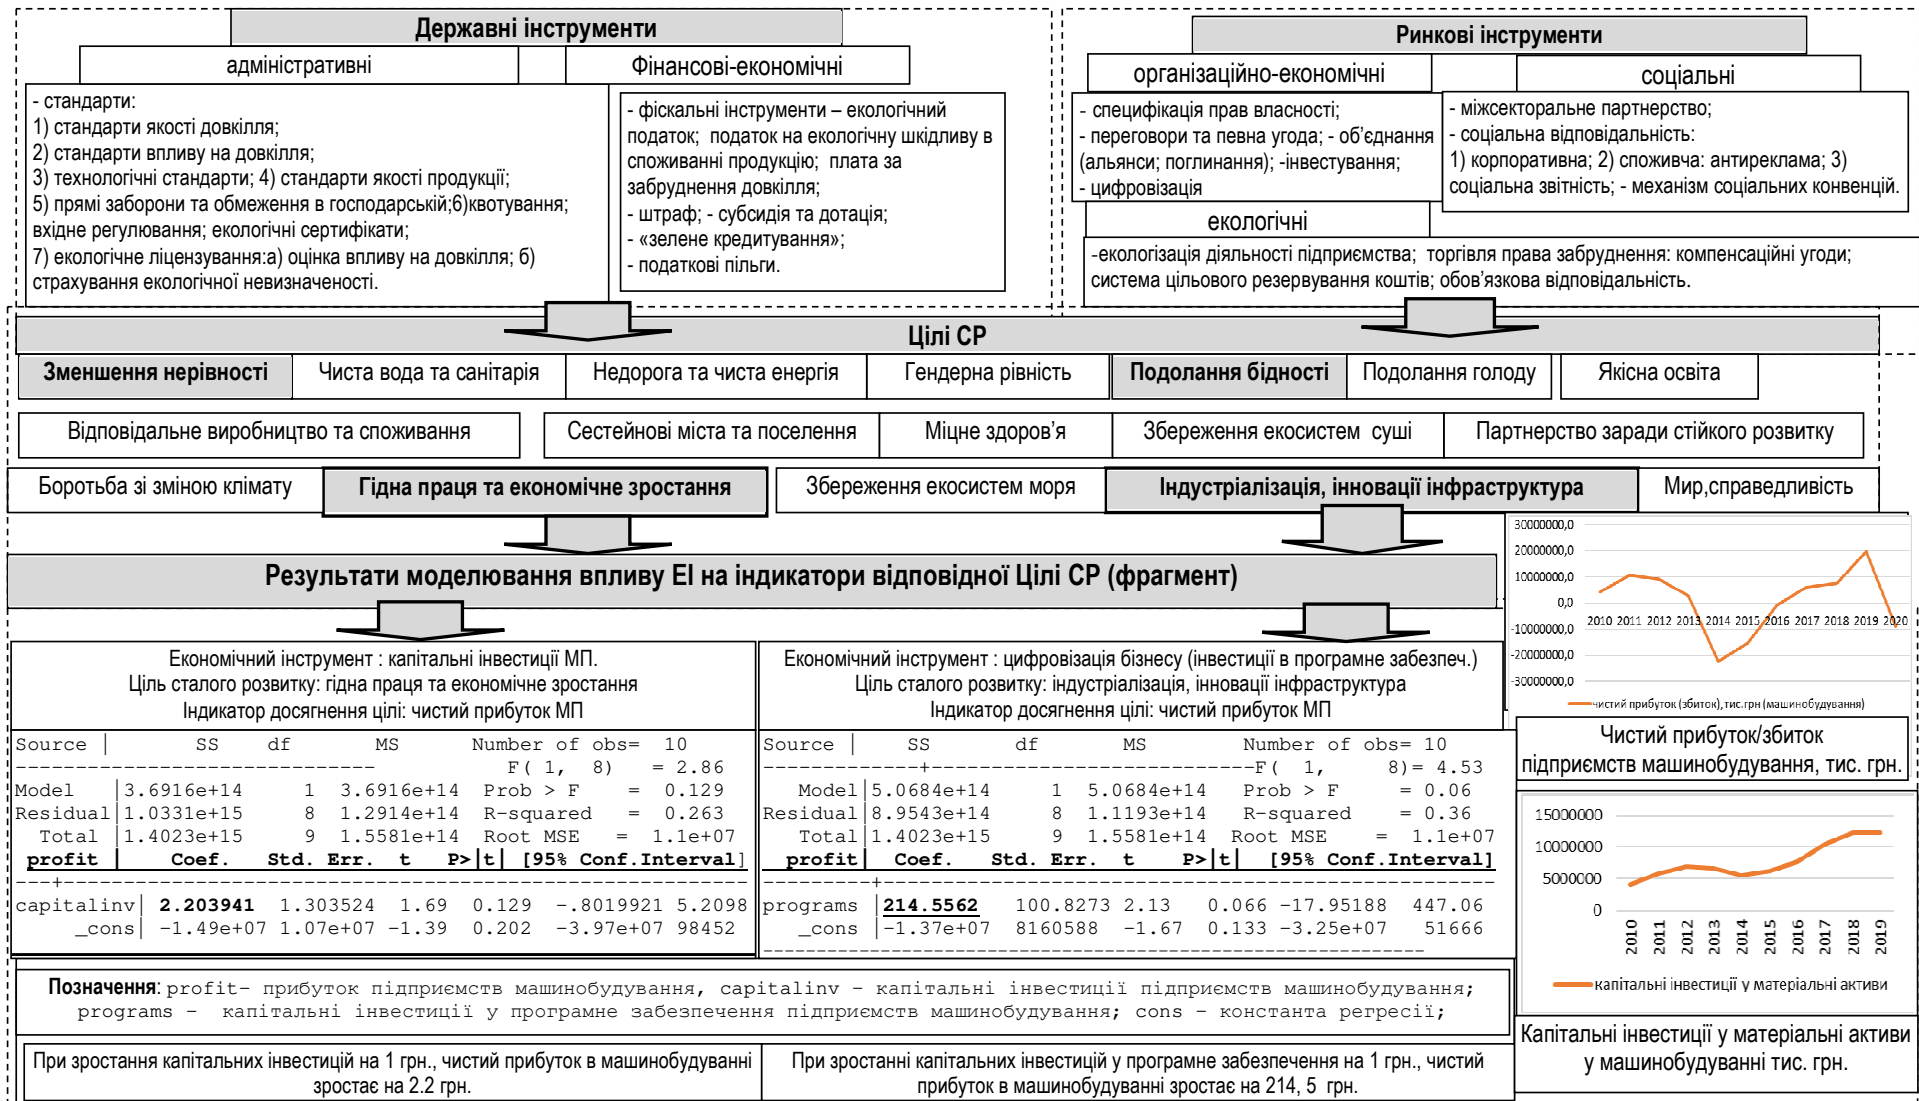 Державні інструменти
адміністративні
Фінансові-економічні
- стандарти:
1) стандарти якості довкілля;
2) стандарти впливу на довкілля;
3) технологічні стандарти; 4) стандарти якості продукції;
5) прямі заборони та обмеження в господарській;6)квотування;
вхідне регулювання; екологічні сертифікати;
7) екологічне ліцензування:а) оцінка впливу на довкілля; б)
страхування екологічної невизначеності.
- фіскальні інструменти – екологічний
податок; податок на екологічну шкідливу в
споживанні продукцію; плата за
забруднення довкілля;
- штраф; - субсидія та дотація;
- «зелене кредитування»;
- податкові пільги.
Ринкові інструменти
організаційно-економічні
соціальні
- специфікація прав власності;
- переговори та певна угода; - об’єднання
(альянси; поглинання); -інвестування;
- цифровізація
- міжсекторальне партнерство;
- соціальна відповідальність:
1) корпоративна; 2) споживча: антиреклама; 3)
соціальна звітність; - механізм соціальних конвенцій.
екологічні
-екологізація діяльності підприємства; торгівля права забруднення: компенсаційні угоди;
система цільового резервування коштів; обов’язкова відповідальність.
Цілі СР
Зменшення нерівності
Чиста вода та санітарія
Недорога та чиста енергія
Гендерна рівність
Подолання бідності
Подолання голоду
Якісна освіта
Відповідальне виробництво та споживання
Сестейнові міста та поселення
Міцне здоров’я
Збереження екосистем суші
Партнерство заради стійкого розвитку
Боротьба зі зміною клімату
Гідна праця та економічне зростання
Збереження екосистем моря
Індустріалізація, інновації інфраструктура
Мир,справедливість
Результати моделювання впливу ЕІ на індикатори відповідної Цілі СР (фрагмент)
Економічний інструмент : капітальні інвестиції МП.
Ціль сталого розвитку: гідна праця та економічне зростання
Індикатор досягнення цілі: чистий прибуток МП
Source | SS df MS Number of obs= 10
------------------------------- F( 1, 8) = 2.86
Model |3.6916e+14 1 3.6916e+14 Prob > F = 0.129
Residual|1.0331e+15 8 1.2914e+14 R-squared = 0.263
Total |1.4023e+15 9 1.5581e+14 Root MSE = 1.1e+07
profit | Coef. Std. Err. t P>|t| [95% Conf.Interval]
---+------------------------------------------------------
capitalinv| 2.203941 1.303524 1.69 0.129 -.8019921 5.2098
_cons| -1.49e+07 1.07e+07 -1.39 0.202 -3.97e+07 98452
Економічний інструмент : цифровізація бізнесу (інвестиції в програмне забезпеч.)
Ціль сталого розвитку: індустріалізація, інновації інфраструктура
Індикатор досягнення цілі: чистий прибуток МП
Source | SS df MS Number of obs= 10
-------------+---------------------------F( 1, 8)= 4.53
Model|5.0684e+14 1 5.0684e+14 Prob > F = 0.06
Residual|8.9543e+14 8 1.1193e+14 R-squared = 0.36
Total|1.4023e+15 9 1.5581e+14 Root MSE = 1.1e+07
profit| Coef. Std. Err. t P>|t| [95% Conf.Interval]
----------+----------------------------------------------------
programs |214.5562 100.8273 2.13 0.066 -17.95188 447.06
_cons |-1.37e+07 8160588 -1.67 0.133 -3.25e+07 51666
-------------------------------------------------------
Позначення: profit– прибуток підприємств машинобудування, capitalinv – капітальні інвестиції підприємств машинобудування;
programs – капітальні інвестиції у програмне забезпечення підприємств машинобудування; cons – константа регресії;
При зростання капітальних інвестицій на 1 грн., чистий прибуток в машинобудуванні
зростає на 2.2 грн.
При зростанні капітальних інвестицій у програмне забезпечення на 1 грн., чистий
прибуток в машинобудуванні зростає на 214, 5 грн.
30000000,0
20000000,0
10000000,0
0,0
2010 2011 2012 2013 2014 2015 2016 2017 2018 2019 2020
-10000000,0
-20000000,0
-30000000,0
чистий прибуток (збиток), тис.грн (машинобудування)
Чистий прибуток/збиток
підприємств машинобудування, тис. грн.
15000000
10000000
5000000
0
2010 2011 2012 2013 2014 2015 2016 2017 2018 2019
капітальні інвестиції у матеріальні активи
Капітальні інвестиції у матеріальні активи
у машинобудуванні тис. грн.